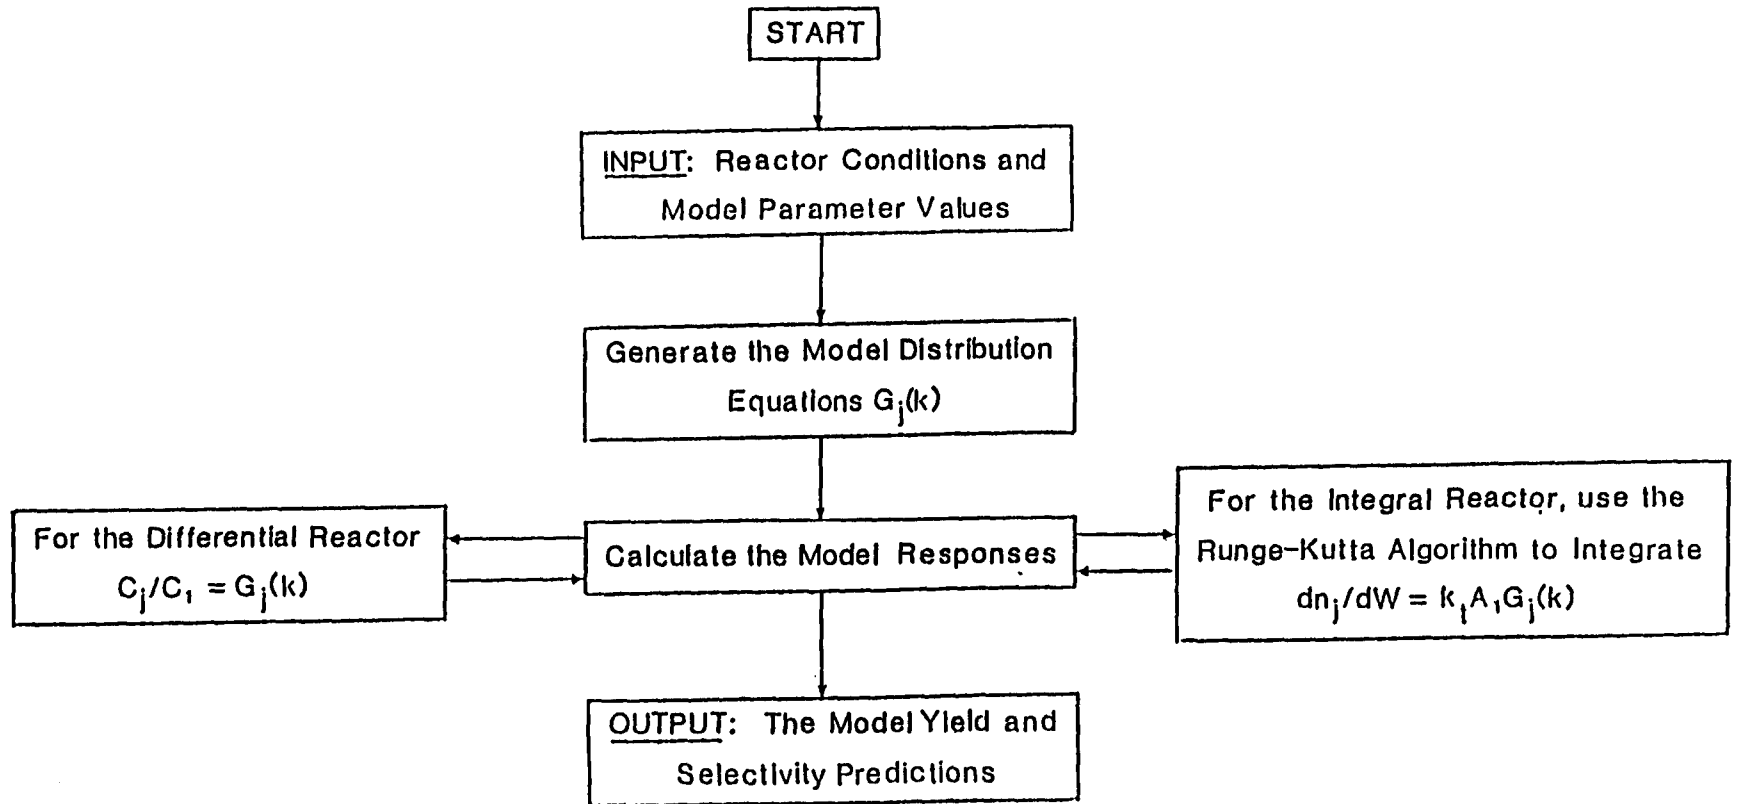 START
INPUT: Reactor Conditions and
Model Parameter Values
Generate the Model Distribution
Equations Gj(k)
For the Differential Reactor
Cj/C1 = Gj(k)
Calculate the Model Responses
For the Integral Reactor, use the
Runge-Kutta Algorithm to Integrate
dnj/dW = ktA1Gj(k)
OUTPUT: The Model Yield and
Selectivity Predictions